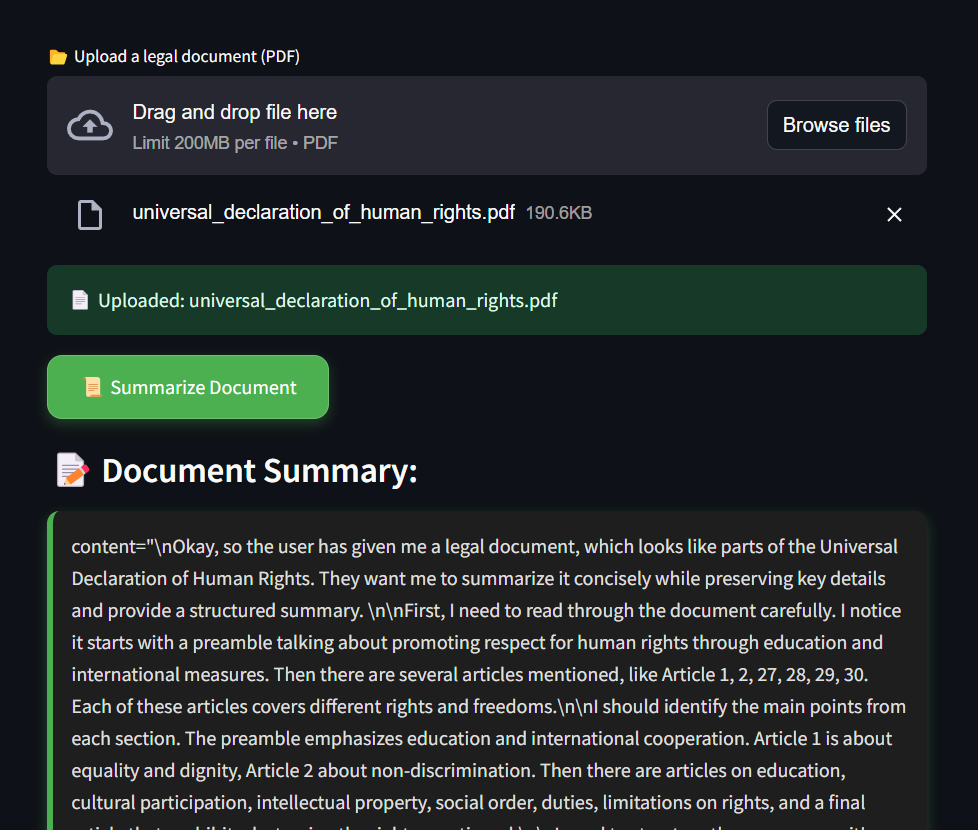 📂 Upload a legal document (PDF)
Drag and drop file here
Limit 200MB per file • PDF
Browse files
universal_declaration_of_human_rights.pdf 190.6KB
📄 Uploaded: universal_declaration_of_human_rights.pdf
📜 Summarize Document
📝 Document Summary:
content="\nOkay, so the user has given me a legal document, which looks like parts of the Universal
Declaration of Human Rights. They want me to summarize it concisely while preserving key details
and provide a structured summary. \n\nFirst, I need to read through the document carefully. I notice
it starts with a preamble talking about promoting respect for human rights through education and
international measures. Then there are several articles mentioned, like Article 1, 2, 27, 28, 29, 30.
Each of these articles covers different rights and freedoms.\n\nI should identify the main points from
each section. The preamble emphasizes education and international cooperation. Article 1 is about
equality and dignity, Article 2 about non-discrimination. Then there are articles on education,
cultural participation, intellectual property, social order, duties, limitations on rights, and a final